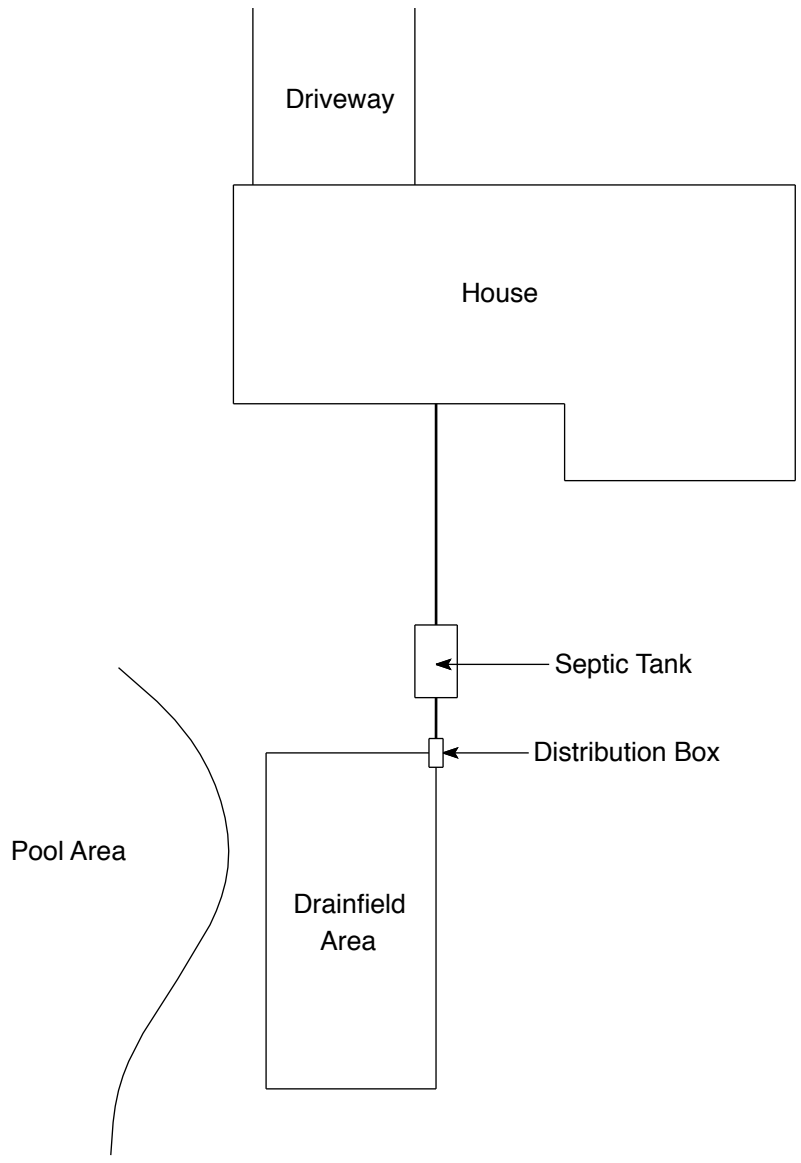 Driveway
House
Septic Tank
Distribution Box
Pool Area
Drainfield
Area